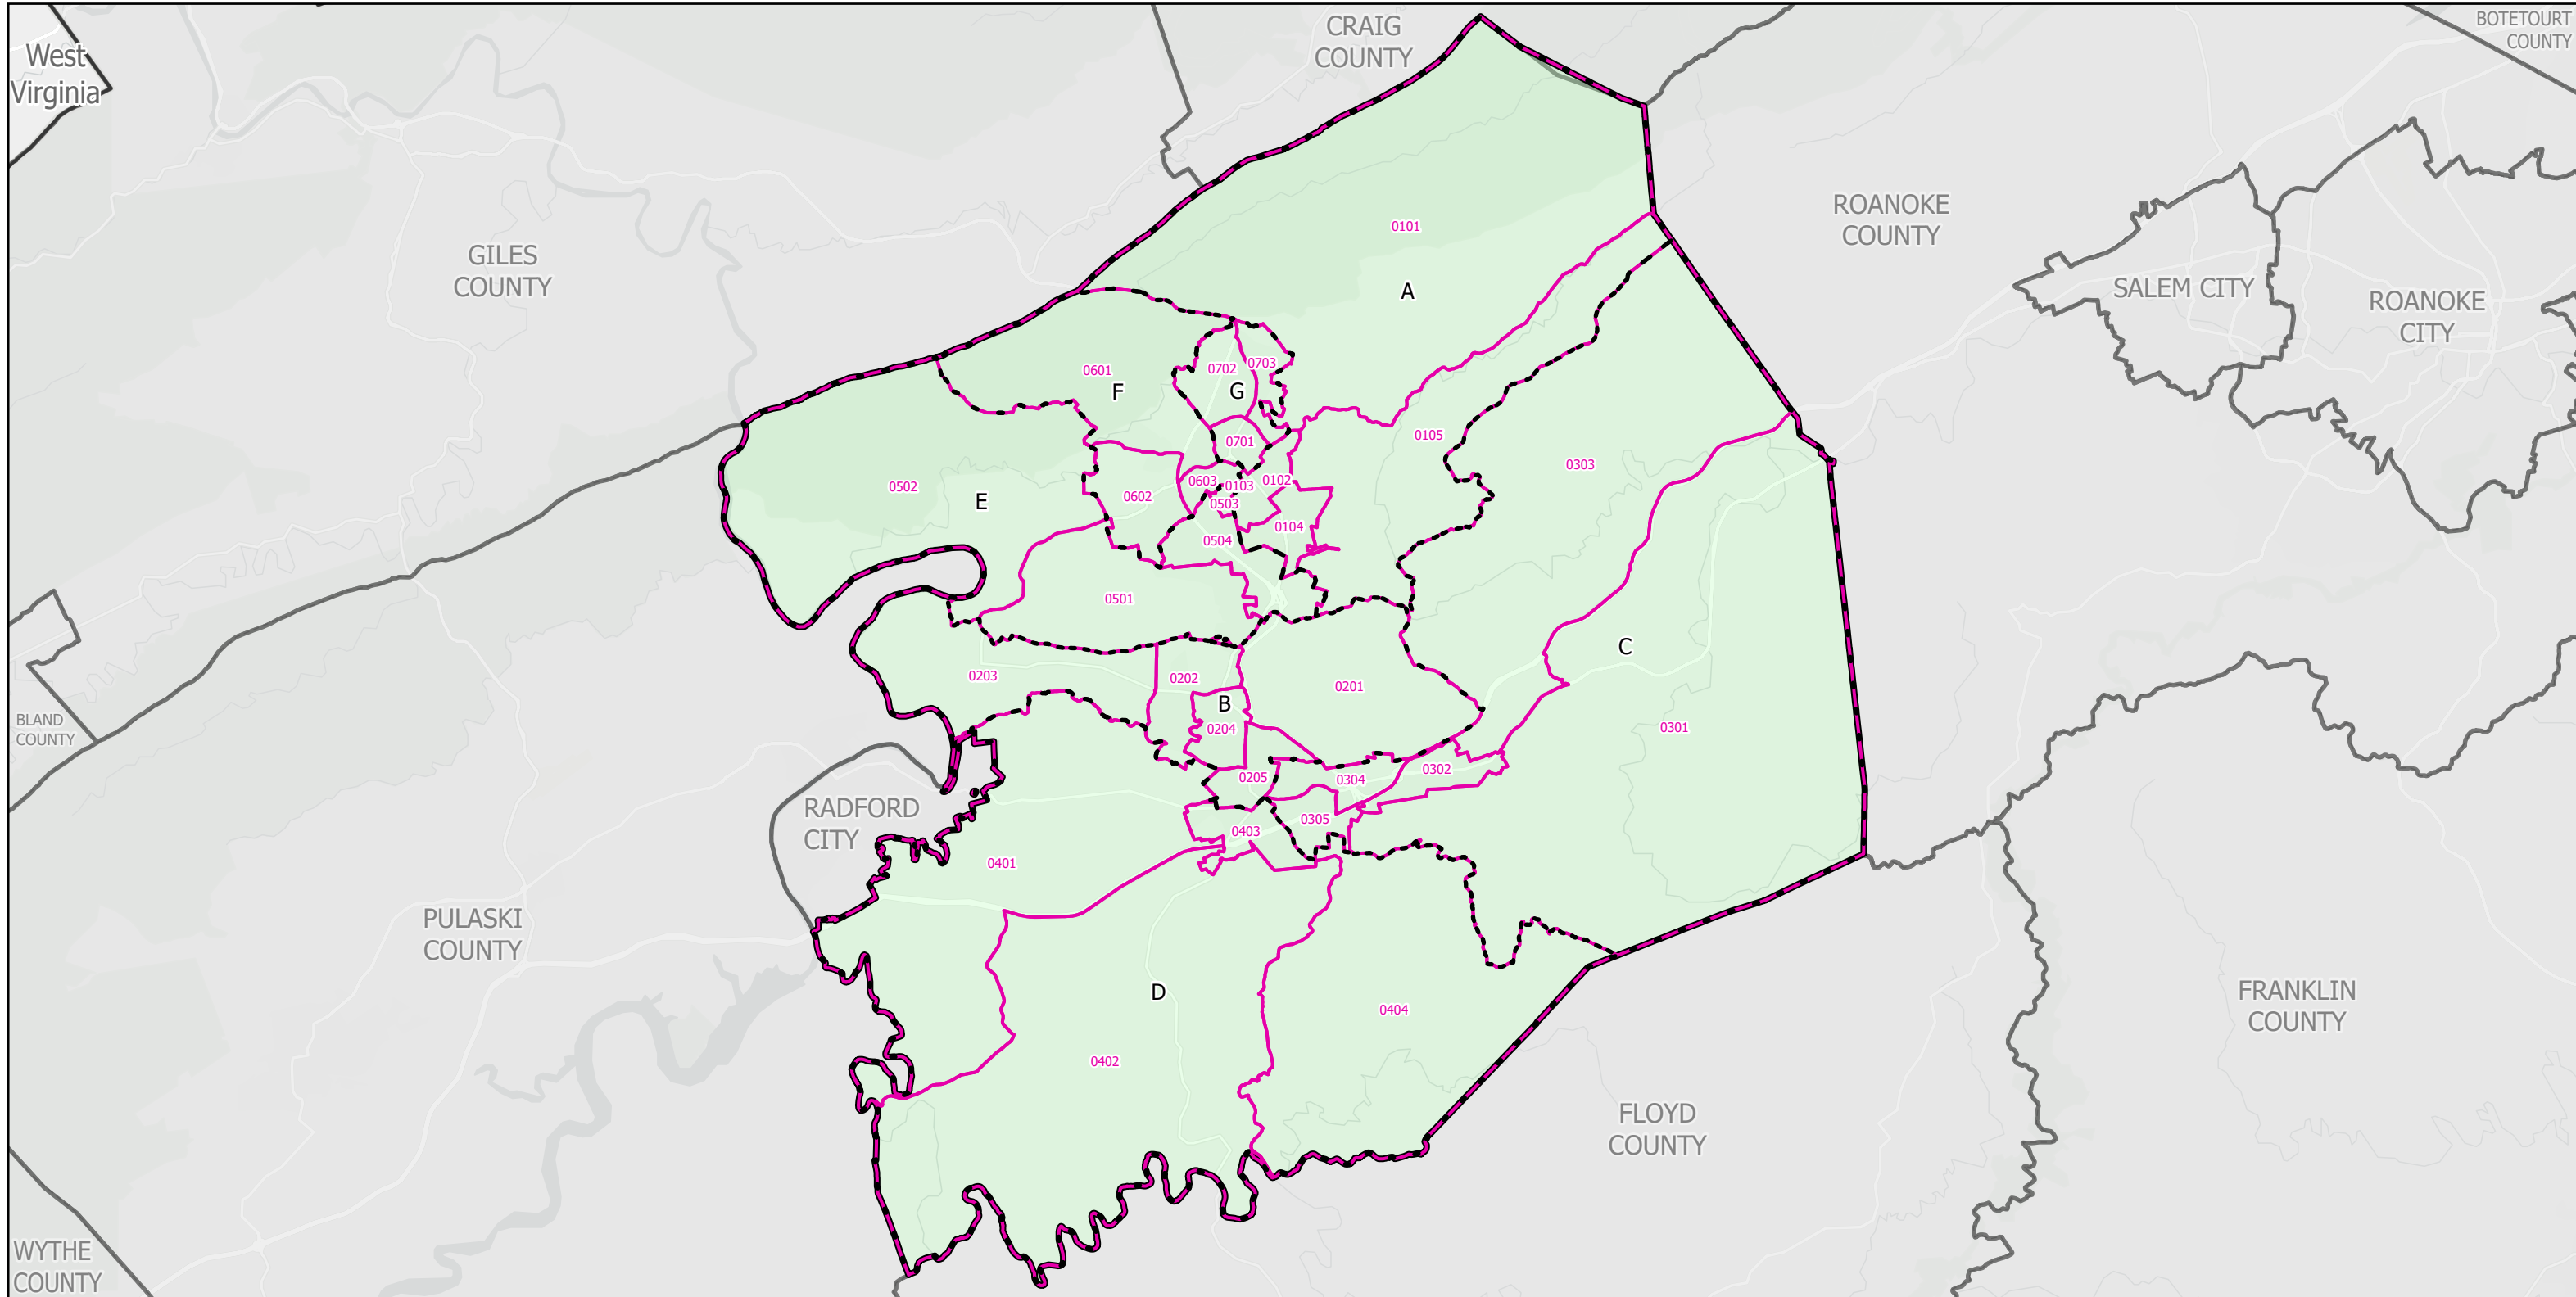 CRAIG
COUNTY
BOTETOURT
COUNTY
West
Virginia
ROANOKE
COUNTY
0101
GILES
COUNTY
A
SALEM CITY
ROANOKE
CITY
0601
F
0702
0703
G
0105
0701
0303
0502
E
0602
0603
0103
0102
0503
0504
0104
0501
C
0203
0202
0201
B
0204
0301
BLAND
COUNTY
0205
0304
0302
RADFORD
CITY
0305
0403
0401
PULASKI
COUNTY
D
0404
FRANKLIN
COUNTY
0402
FLOYD
COUNTY
WYTHE
COUNTY